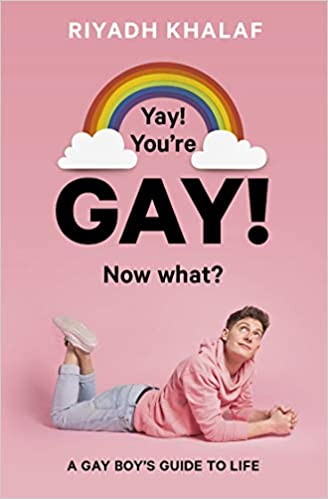 RIYADH KHALAF
Yay!
You're
GAY!
Now what?
A GAY BOY'S GUIDE TO LIFE